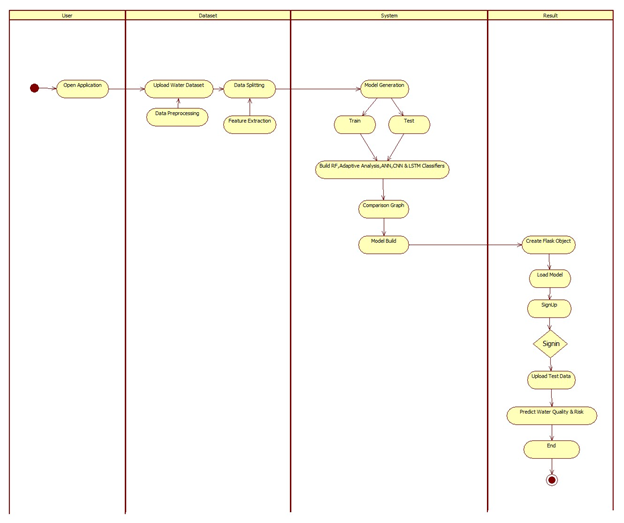 User
Dataset
System
Result
Open Application
Upload Water Dataset
Data Splitting
Model Generation
Data Preprocessing
Feature Extraction
Train
Test
Build RF,Adaptive Analysis,ANN,CNN & LSTM Classifiers
Comparison Graph
Model Build
Create Flask Object
Load Model
SignUp
Signin
Upload Test Data
Predict Water Quality & Risk
End